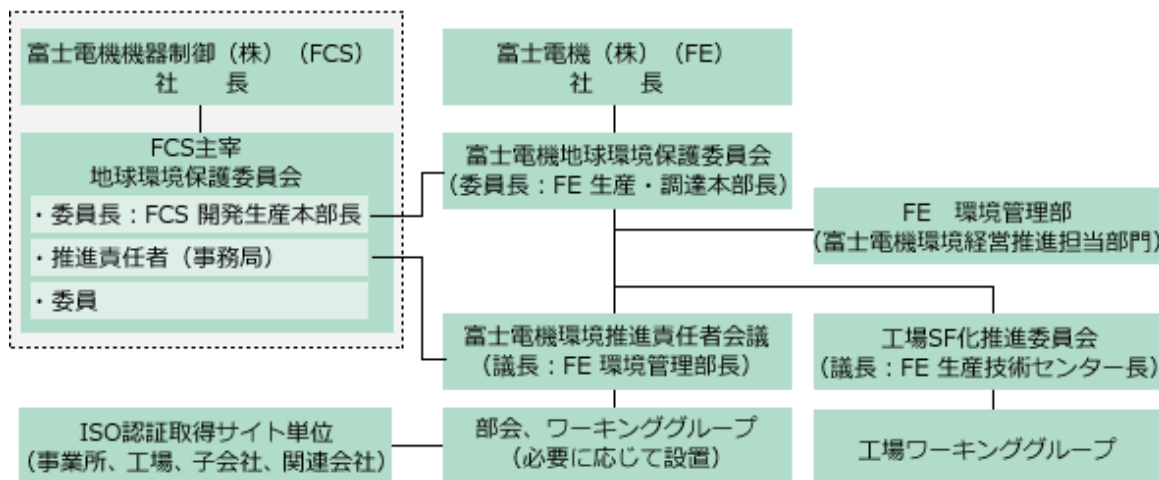 富士電機機器制御（株）（FCS）
社　　長
FCS主宰
地球環境保護委員会
・委員長：FCS 開発生産本部長
・推進責任者（事務局）
・委員
富士電機（株）（FE）
社　　長
富士電機地球環境保護委員会
（委員長：FE 生産・調達本部長）
FE　環境管理部
（富士電機環境経営推進担当部門）
富士電機環境推進責任者会議
（議長：FE 環境管理部長）
工場SF化推進委員会
（議長：FE 生産技術センター長）
ISO認証取得サイト単位
（事業所、工場、子会社、関連会社）
部会、ワーキンググループ
（必要に応じて設置）
工場ワーキンググループ